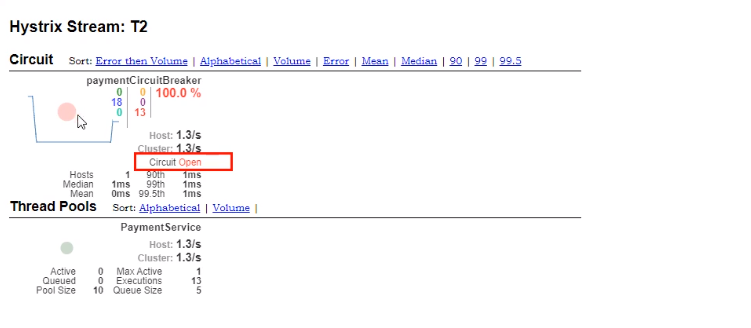 Hystrix Stream: T2
Circuit Sort: Error then Volume | Alphabetical | Volume | Error | Mean | Median | 90 | 99 | 99.5
paymentCircuitBreaker
0 0 100.0 %
18 0
0 13
Host: 1.3/s
Cluster: 1.3/s
Circuit Open
Hosts 1 90th 1ms
Median 1ms 99th 1ms
Mean 0ms 99.5th 1ms
Thread Pools Sort: Alphabetical | Volume |
PaymentService
Host: 1.3/s
Cluster: 1.3/s
Active 0 Max Active 1
Queued 0 Executions 13
Pool Size 10 Queue Size 5